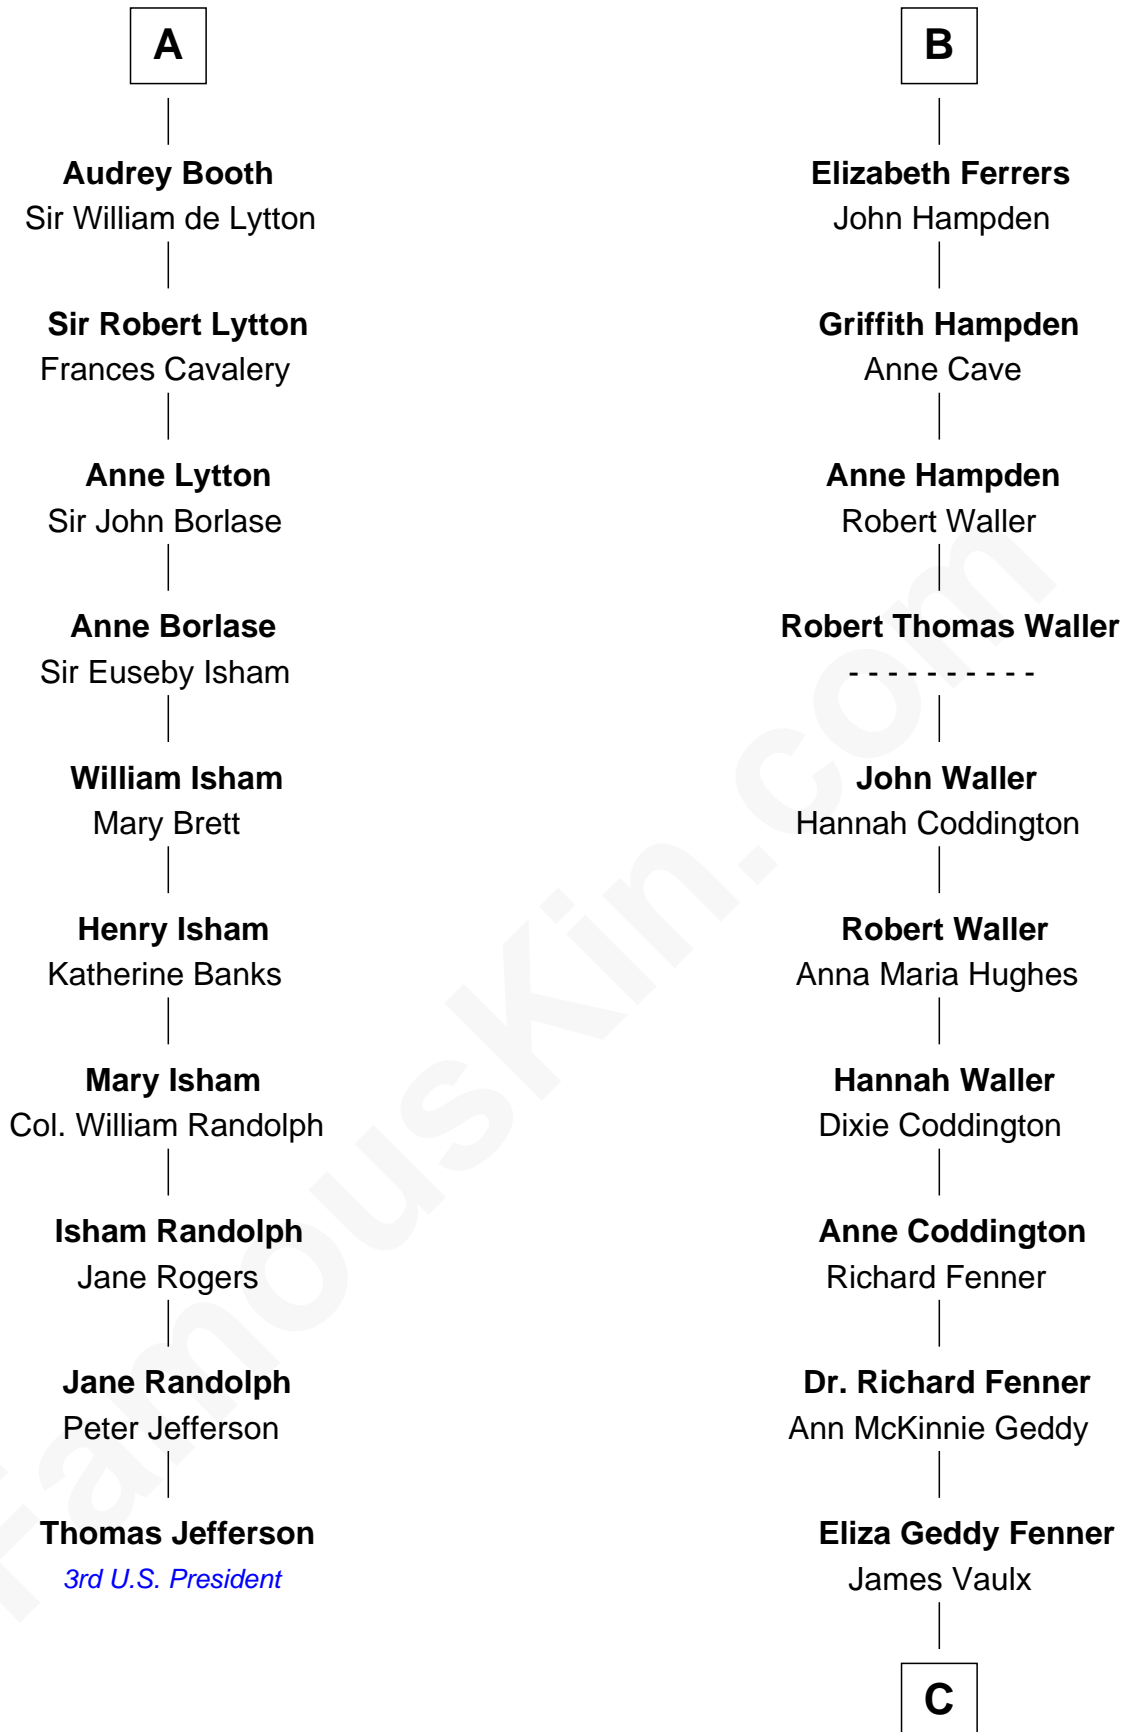 A
Audrey Booth
Sir William de Lytton
Sir Robert Lytton
Frances Cavalery
Anne Lytton
Sir John Borlase
Anne Borlase
Sir Euseby Isham
William Isham
Mary Brett
Henry Isham
Katherine Banks
Mary Isham
Col. William Randolph
Isham Randolph
Jane Rogers
Jane Randolph
Peter Jefferson
Thomas Jefferson
3rd U.S. President
B
Elizabeth Ferrers
John Hampden
Griffith Hampden
Anne Cave
Anne Hampden
Robert Waller
Robert Thomas Waller
- - - - - - - - - -
John Waller
Hannah Coddington
Robert Waller
Anna Maria Hughes
Hannah Waller
Dixie Coddington
Anne Coddington
Richard Fenner
Dr. Richard Fenner
Ann McKinnie Geddy
Eliza Geddy Fenner
James Vaulx
C
FamousKin.com